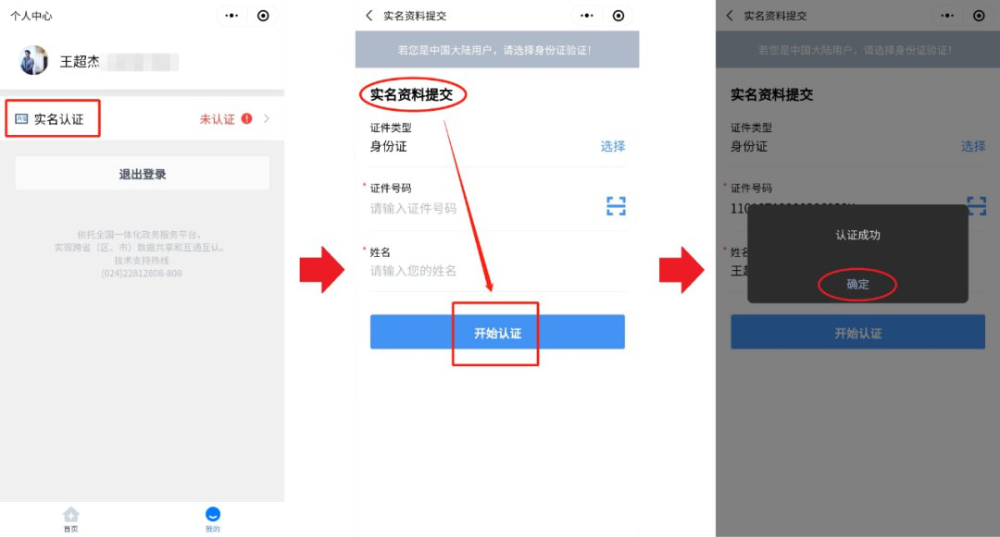 个人中心
王超杰
实名认证
未认证
退出登录
依托全国一体化政务服务平台，
实现跨省（区、市）数据共享和互通互认。
技术支持热线
(024)22812808-808
首页
我的
实名资料提交
若您是中国大陆用户，请选择身份证验证！
实名资料提交
证件类型
身份证
选择
* 证件号码
请输入证件号码
* 姓名
请输入您的姓名
开始认证
实名资料提交
若您是中国大陆用户，请选择身份证验证！
实名资料提交
证件类型
身份证
选择
* 证件号码
* 姓名
认证成功
确定
开始认证